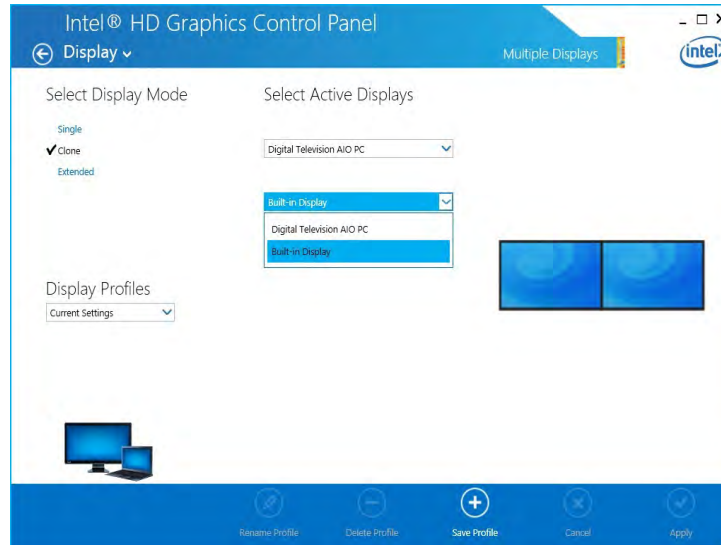 Intel® HD Graphics Control Panel
Display
Multiple Displays
intel
Select Display Mode
Select Active Displays
Single
Clone
Extended
Digital Television AIO PC
Built-in Display
Digital Television AIO PC
Built-in Display
Display Profiles
Current Settings
Rename Profile
Delete Profile
Save Profile
Cancel
Apply